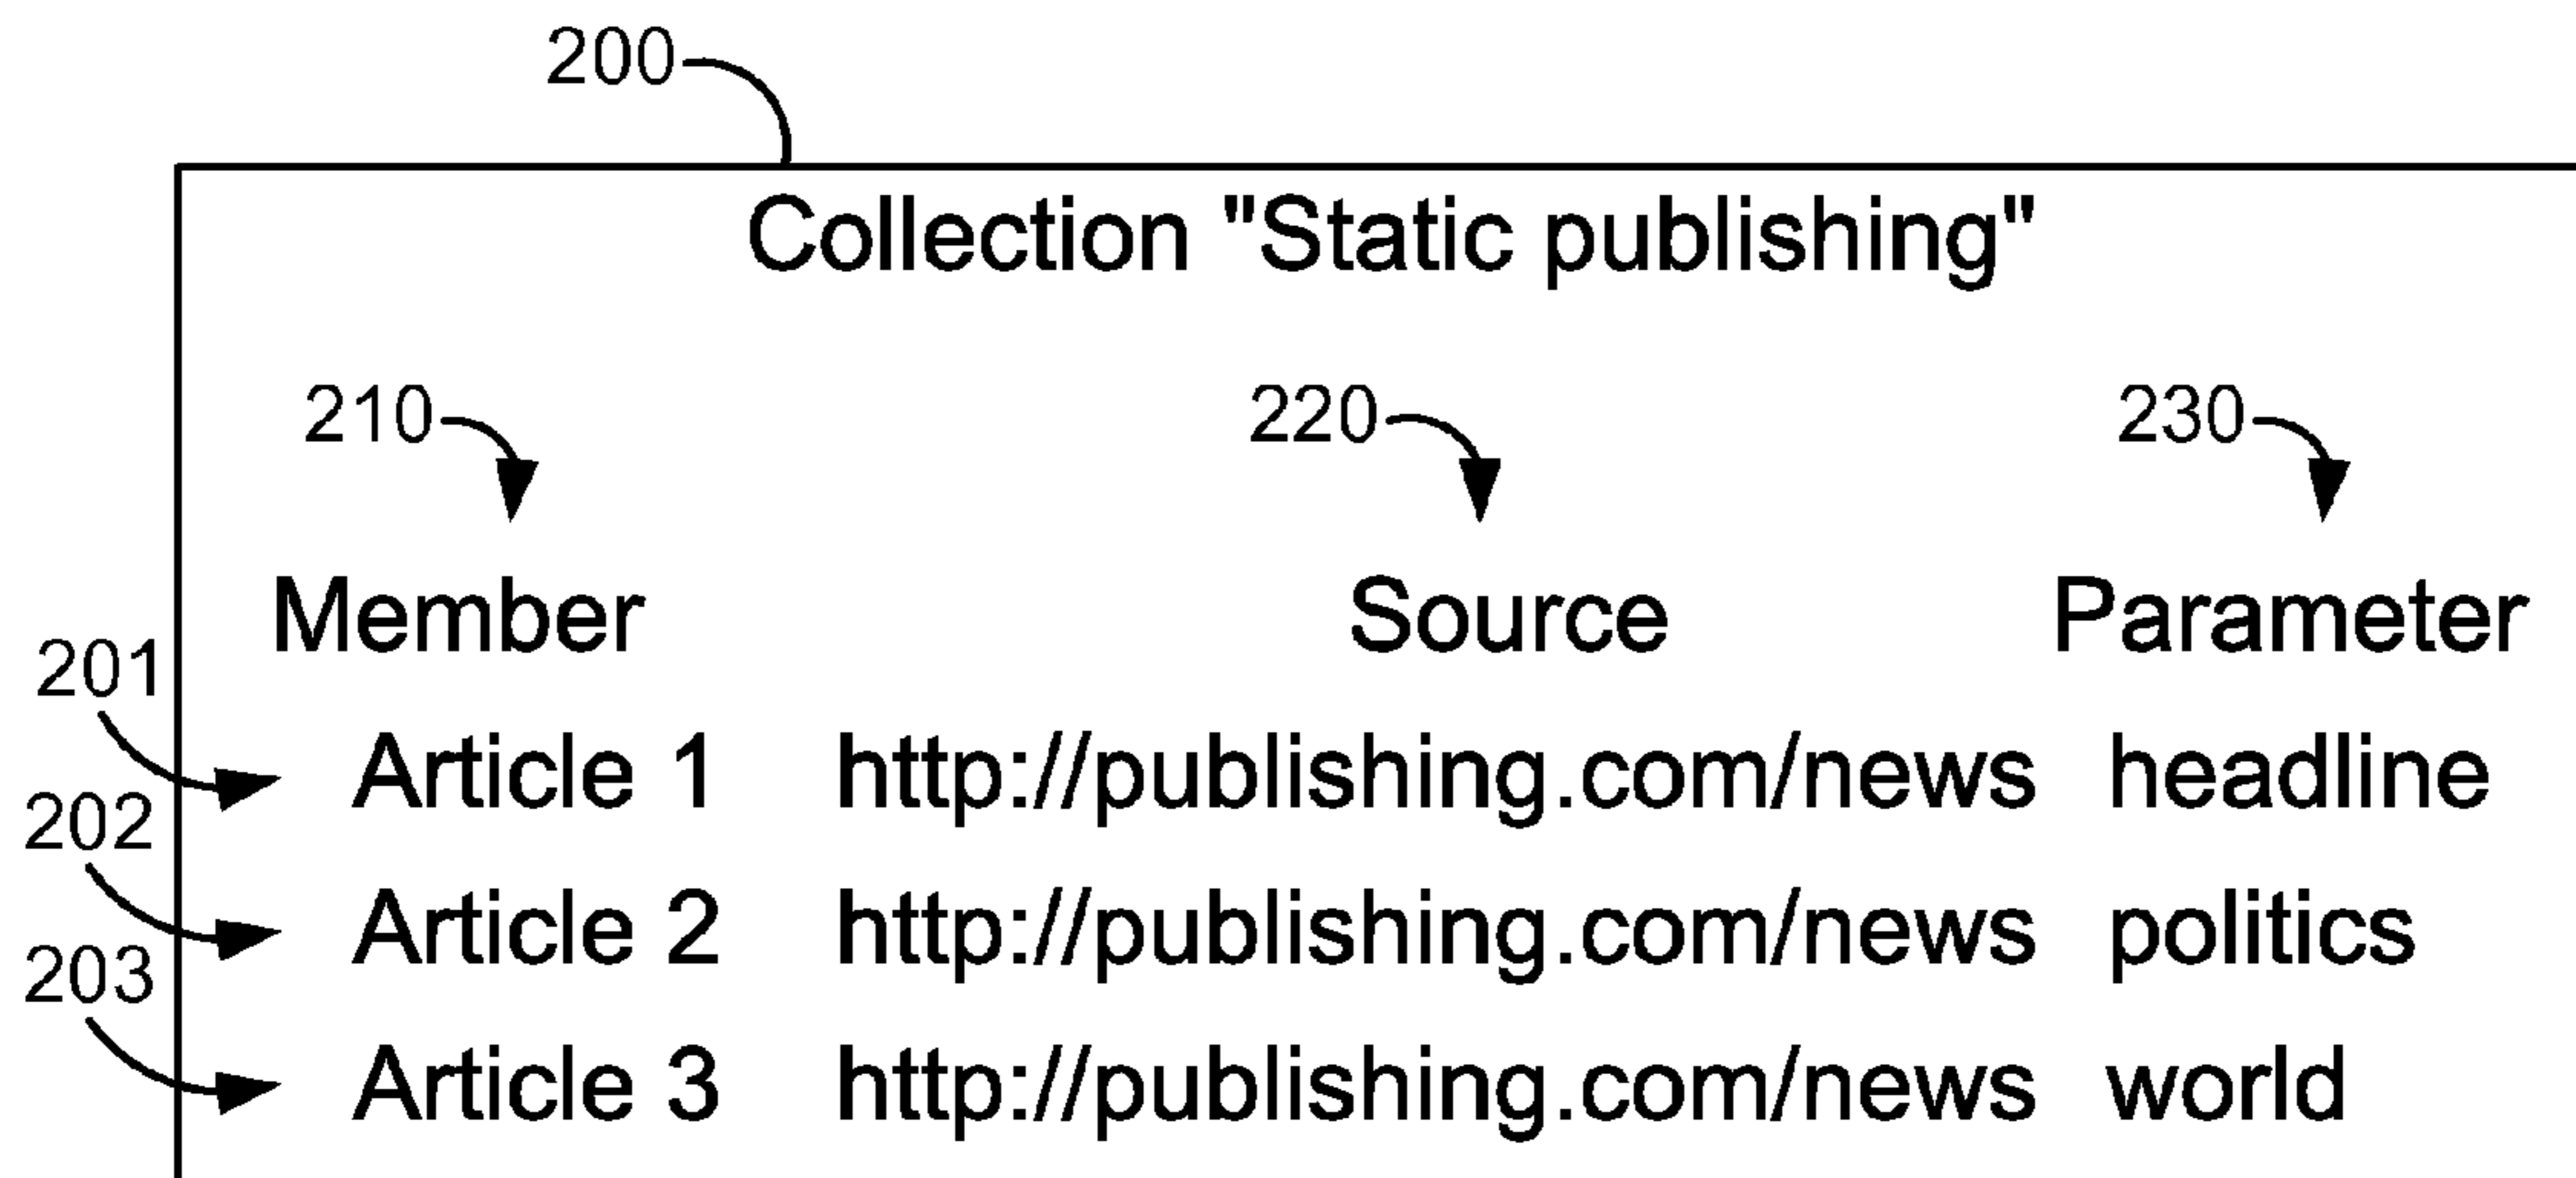 200
Collection "Static publishing"
210 220 230
Member Source Parameter
201
Article 1 http://publishing.com/news headline
202
Article 2 http://publishing.com/news politics
203
Article 3 http://publishing.com/news world